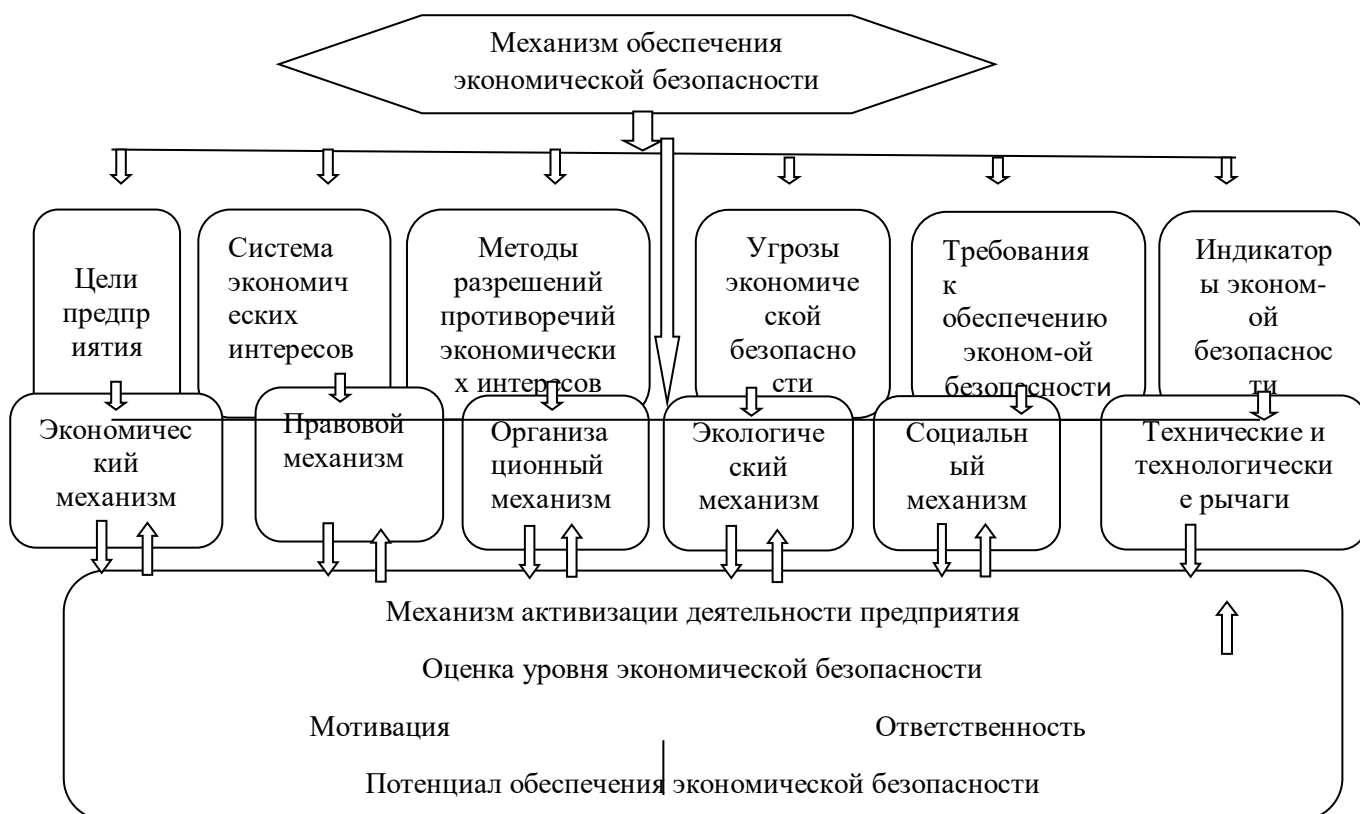 Механизм обеспечения
экономической безопасности
Цели
предпр
иятия
Система
экономич
еских
интересов
Методы
разрешений
противоречий
экономически
х интересов
Угрозы
экономиче
ской
безопасно
сти
Требования
к
обеспечению
эконом-ой
безопасности
Индикатор
ы эконом-
ой
безопаснос
ти
Экономичес
кий
механизм
Правовой
механизм
Организа
ционный
механизм
Экологиче
ский
механизм
Социальн
ый
механизм
Технические и
технологически
е рычаги
Механизм активизации деятельности предприятия
Оценка уровня экономической безопасности
Мотивация Ответственность
Потенциал обеспечения экономической безопасности